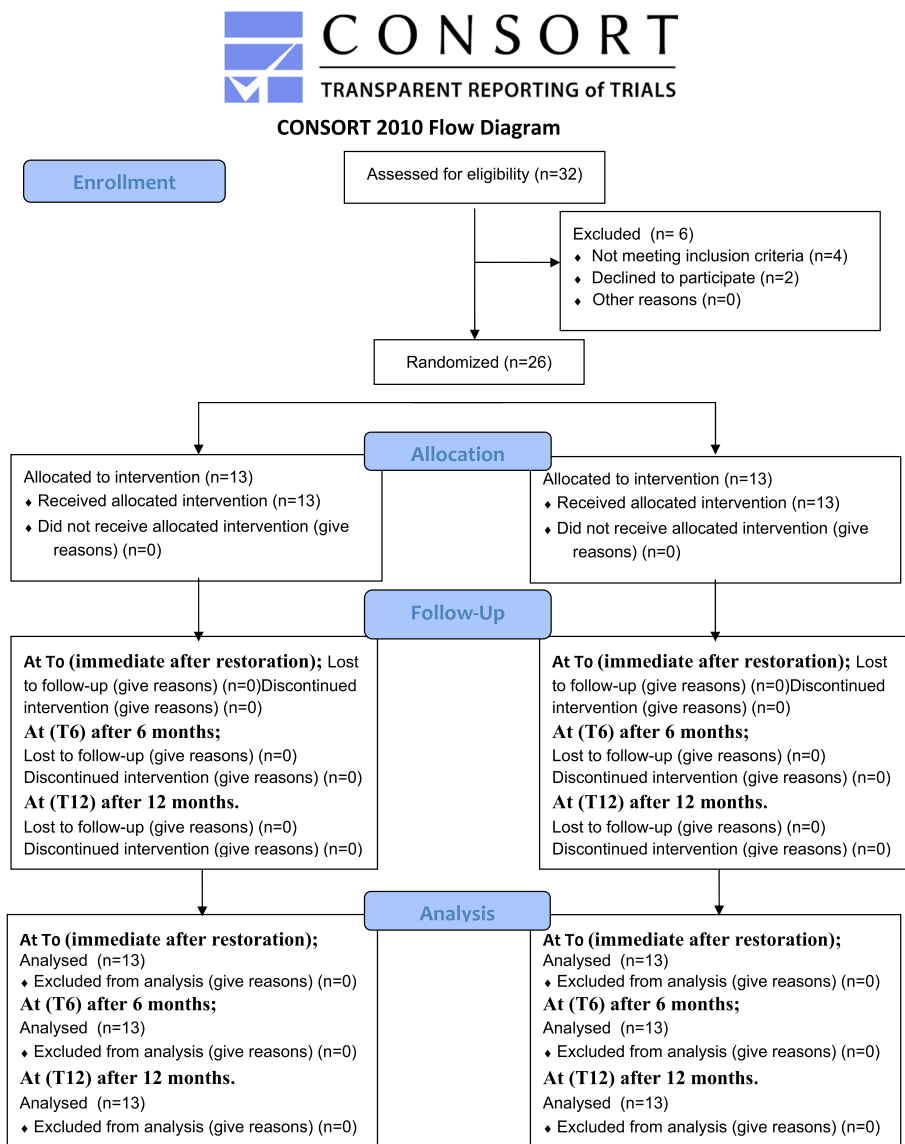 CONSORT
TRANSPARENT REPORTING of TRIALS
CONSORT 2010 Flow Diagram
Enrollment
Assessed for eligibility (n=32)
Excluded (n= 6)
♦ Not meeting inclusion criteria (n=4)
♦ Declined to participate (n=2)
♦ Other reasons (n=0)
Randomized (n=26)
Allocation
Allocated to intervention (n=13)
♦ Received allocated intervention (n=13)
♦ Did not receive allocated intervention (give
reasons) (n=0)
Allocated to intervention (n=13)
♦ Received allocated intervention (n=13)
♦ Did not receive allocated intervention (give
reasons) (n=0)
Follow-Up
At To (immediate after restoration); Lost
to follow-up (give reasons) (n=0)Discontinued
intervention (give reasons) (n=0)
At (T6) after 6 months;
Lost to follow-up (give reasons) (n=0)
Discontinued intervention (give reasons) (n=0)
At (T12) after 12 months.
Lost to follow-up (give reasons) (n=0)
Discontinued intervention (give reasons) (n=0)
At To (immediate after restoration); Lost
to follow-up (give reasons) (n=0)Discontinued
intervention (give reasons) (n=0)
At (T6) after 6 months;
Lost to follow-up (give reasons) (n=0)
Discontinued intervention (give reasons) (n=0)
At (T12) after 12 months.
Lost to follow-up (give reasons) (n=0)
Discontinued intervention (give reasons) (n=0)
Analysis
At To (immediate after restoration);
Analysed (n=13)
♦ Excluded from analysis (give reasons) (n=0)
At (T6) after 6 months;
Analysed (n=13)
♦ Excluded from analysis (give reasons) (n=0)
At (T12) after 12 months.
Analysed (n=13)
♦ Excluded from analysis (give reasons) (n=0)
At To (immediate after restoration);
Analysed (n=13)
♦ Excluded from analysis (give reasons) (n=0)
At (T6) after 6 months;
Analysed (n=13)
♦ Excluded from analysis (give reasons) (n=0)
At (T12) after 12 months.
Analysed (n=13)
♦ Excluded from analysis (give reasons) (n=0)